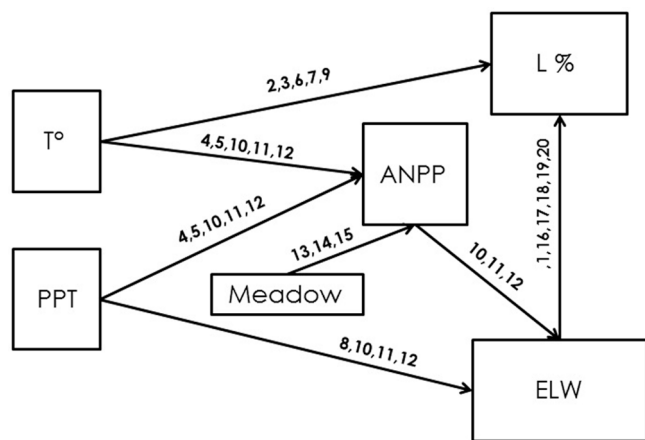 L %
2,3,6,7,9
T°
4,5,10,11,12
ANPP
4,5,10,11,12
13,14,15
,1,16,17,18,19,20
PPT
Meadow
10,11,12
8,10,11,12
ELW